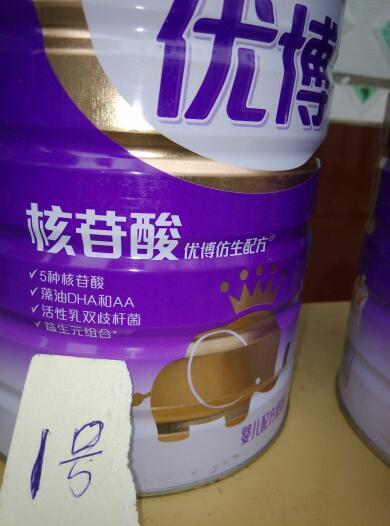 优博
核苷酸 优博仿生配方
✓5种核苷酸
✓藻油DHA和AA
✓活性乳双歧杆菌
✓益生元组合*
婴儿配方
1号